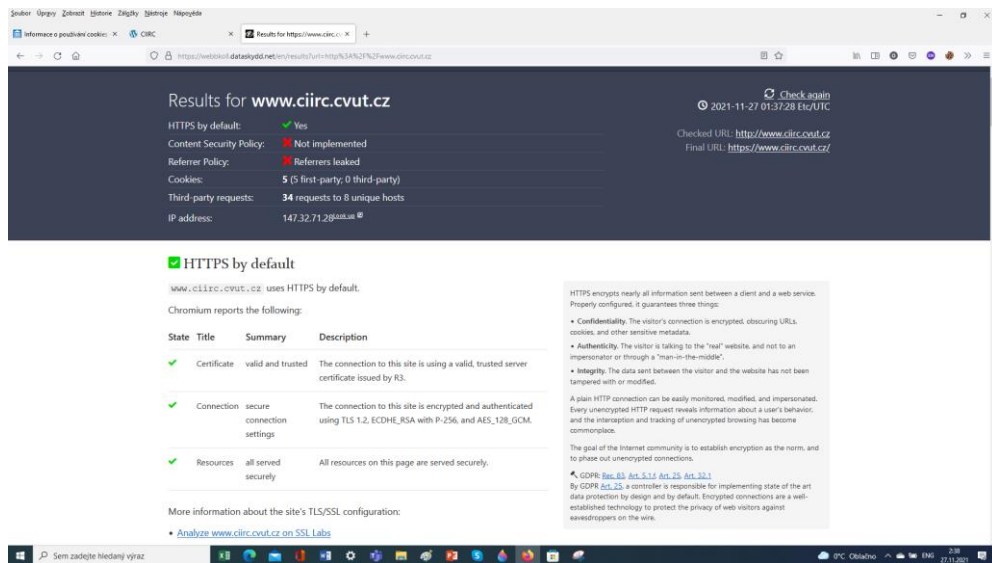 Soubor Úpravy Zobrazit Historie Záložky Nástroje Nápověda
Informace o používání cookies × CIIRC × Results for https://www.ciirc.c × +
https://webbkoll.dataskydd.net/en/results?url=http%3A%2F%2Fwww.ciirc.cvut.cz
Results for www.ciirc.cvut.cz
Check again
2021-11-27 01:37:28 Etc/UTC
HTTPS by default: Yes
Checked URL: http://www.ciirc.cvut.cz
Content Security Policy: Not implemented
Final URL: https://www.ciirc.cvut.cz/
Referrer Policy: Referrers leaked
Cookies: 5 (5 first-party; 0 third-party)
Third-party requests: 34 requests to 8 unique hosts
IP address: 147.32.71.28 Look up
HTTPS by default
www.ciirc.cvut.cz uses HTTPS by default.
Chromium reports the following:
State Title Summary Description
Certificate valid and trusted The connection to this site is using a valid, trusted server
certificate issued by R3.
Connection secure
connection
settings
The connection to this site is encrypted and authenticated
using TLS 1.2, ECDHE_RSA with P-256, and AES_128_GCM.
Resources all served
securely
All resources on this page are served securely.
More information about the site's TLS/SSL configuration:
• Analyze www.ciirc.cvut.cz on SSL Labs
HTTPS encrypts nearly all information sent between a client and a web service.
Properly configured, it guarantees three things:
• Confidentiality. The visitor's connection is encrypted, obscuring URLs,
cookies, and other sensitive metadata.
• Authenticity. The visitor is talking to the "real" website, and not to an
impersonator or through a "man-in-the-middle".
• Integrity. The data sent between the visitor and the website has not been
tampered with or modified.
A plain HTTP connection can be easily monitored, modified, and impersonated.
Every unencrypted HTTP request reveals information about a user's behavior,
and the interception and tracking of unencrypted browsing has become
commonplace.
The goal of the Internet community is to establish encryption as the norm, and
to phase out unencrypted connections.
GDPR: Rec. 83, Art. 5.1.f, Art. 25, Art. 32.1
By GDPR Art. 25, a controller is responsible for implementing state of the art
data protection by design and by default. Encrypted connections are a well-
established technology to protect the privacy of web visitors against
eavesdroppers on the wire.
Sem zadejte hledaný výraz
0°C Oblačno ENG 2:38
27.11.2021